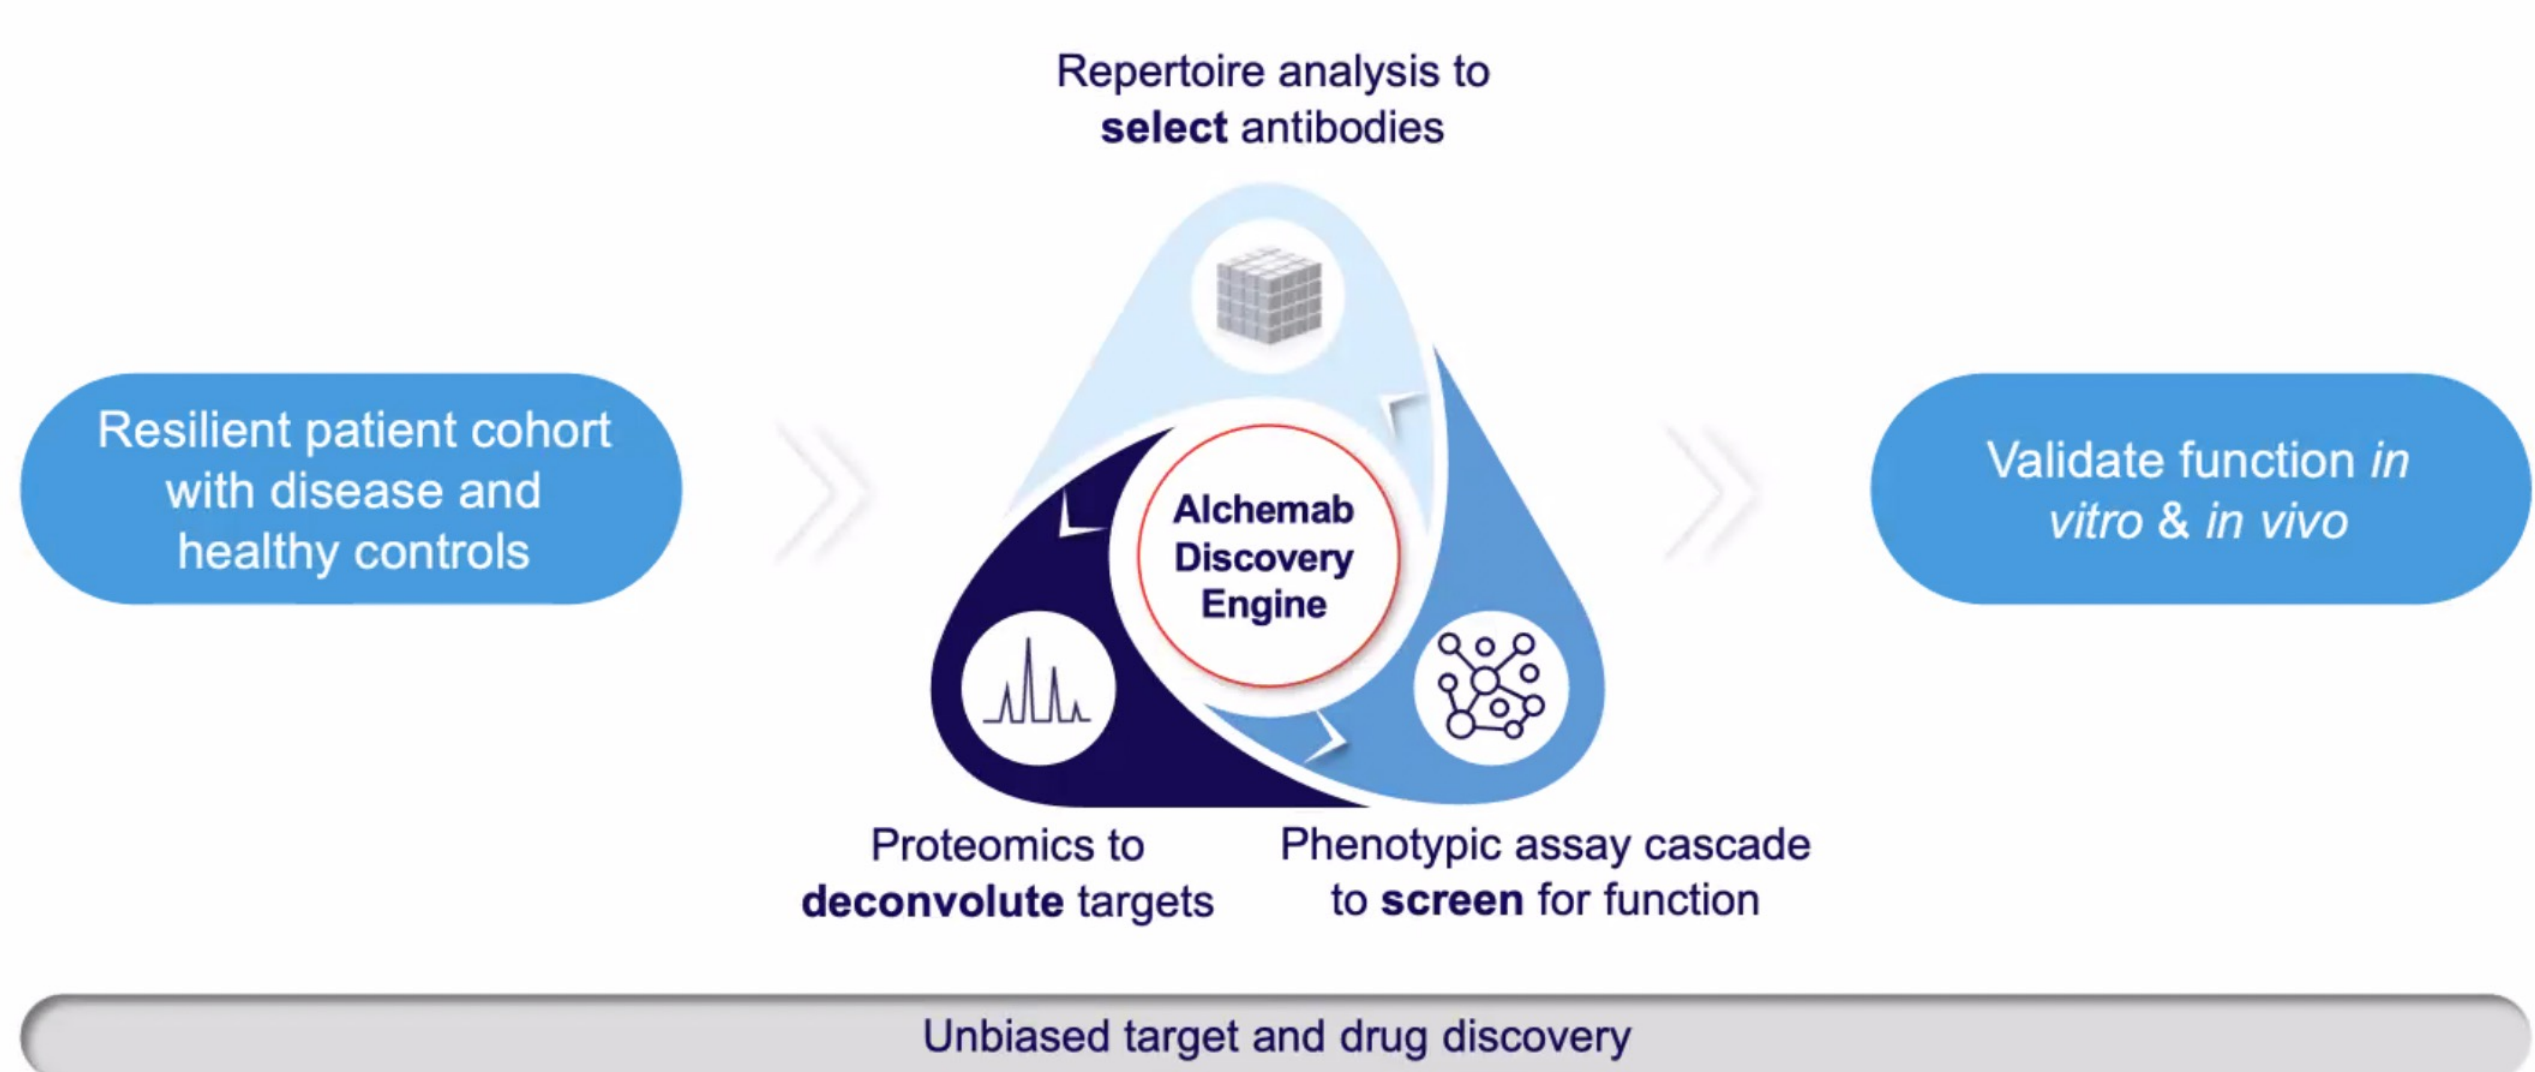 Repertoire analysis to
select antibodies
Resilient patient cohort
with disease and
healthy controls
Alchemab
Discovery
Engine
Validate function in
vitro & in vivo
Proteomics to
deconvolute targets
Phenotypic assay cascade
to screen for function
Unbiased target and drug discovery